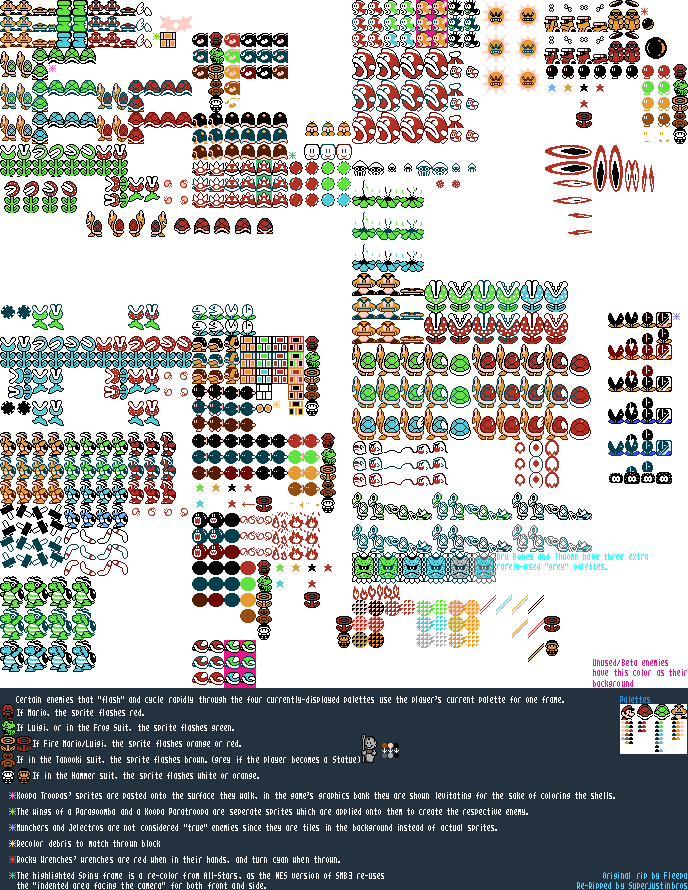 Dry Bones and Thwomp have three extra
rarely-used "grey" palettes.
Unused/Beta enemies
have this color as their
background
Certain enemies that "flash" and cycle rapidly through the four currently-displayed palettes use the player's current palette for one frame.
Palettes
If Mario, the sprite flashes red.
If Luigi, or in the Frog Suit, the sprite flashes green.
If Fire Mario/Luigi, the sprite flashes orange or red.
If in the Tanooki suit, the sprite flashes brown. (grey if the player becomes a Statue)
If in the Hammer suit, the sprite flashes white or orange.
Koopa Troopas' sprites are pasted onto the surface they walk. in the game's graphics bank they are shown levitating for the sake of coloring the shells.
The wings of a Paragoomba and a Koopa Paratroopa are seperate sprites which are applied onto them to create the respective enemy.
Munchers and Jelectros are not considered "true" enemies since they are tiles in the background instead of actual sprites.
Recolor debris to match thrown block
Rocky Wrenches' wrenches are red when in their hands, and turn cyan when thrown.
The highlighted Spiny frame is a re-color from All-Stars, as the NES version of SMB3 re-uses
the "indented area facing the camera" for both front and side.
Original rip by Fleepa
Re-Ripped by Superjustinbros